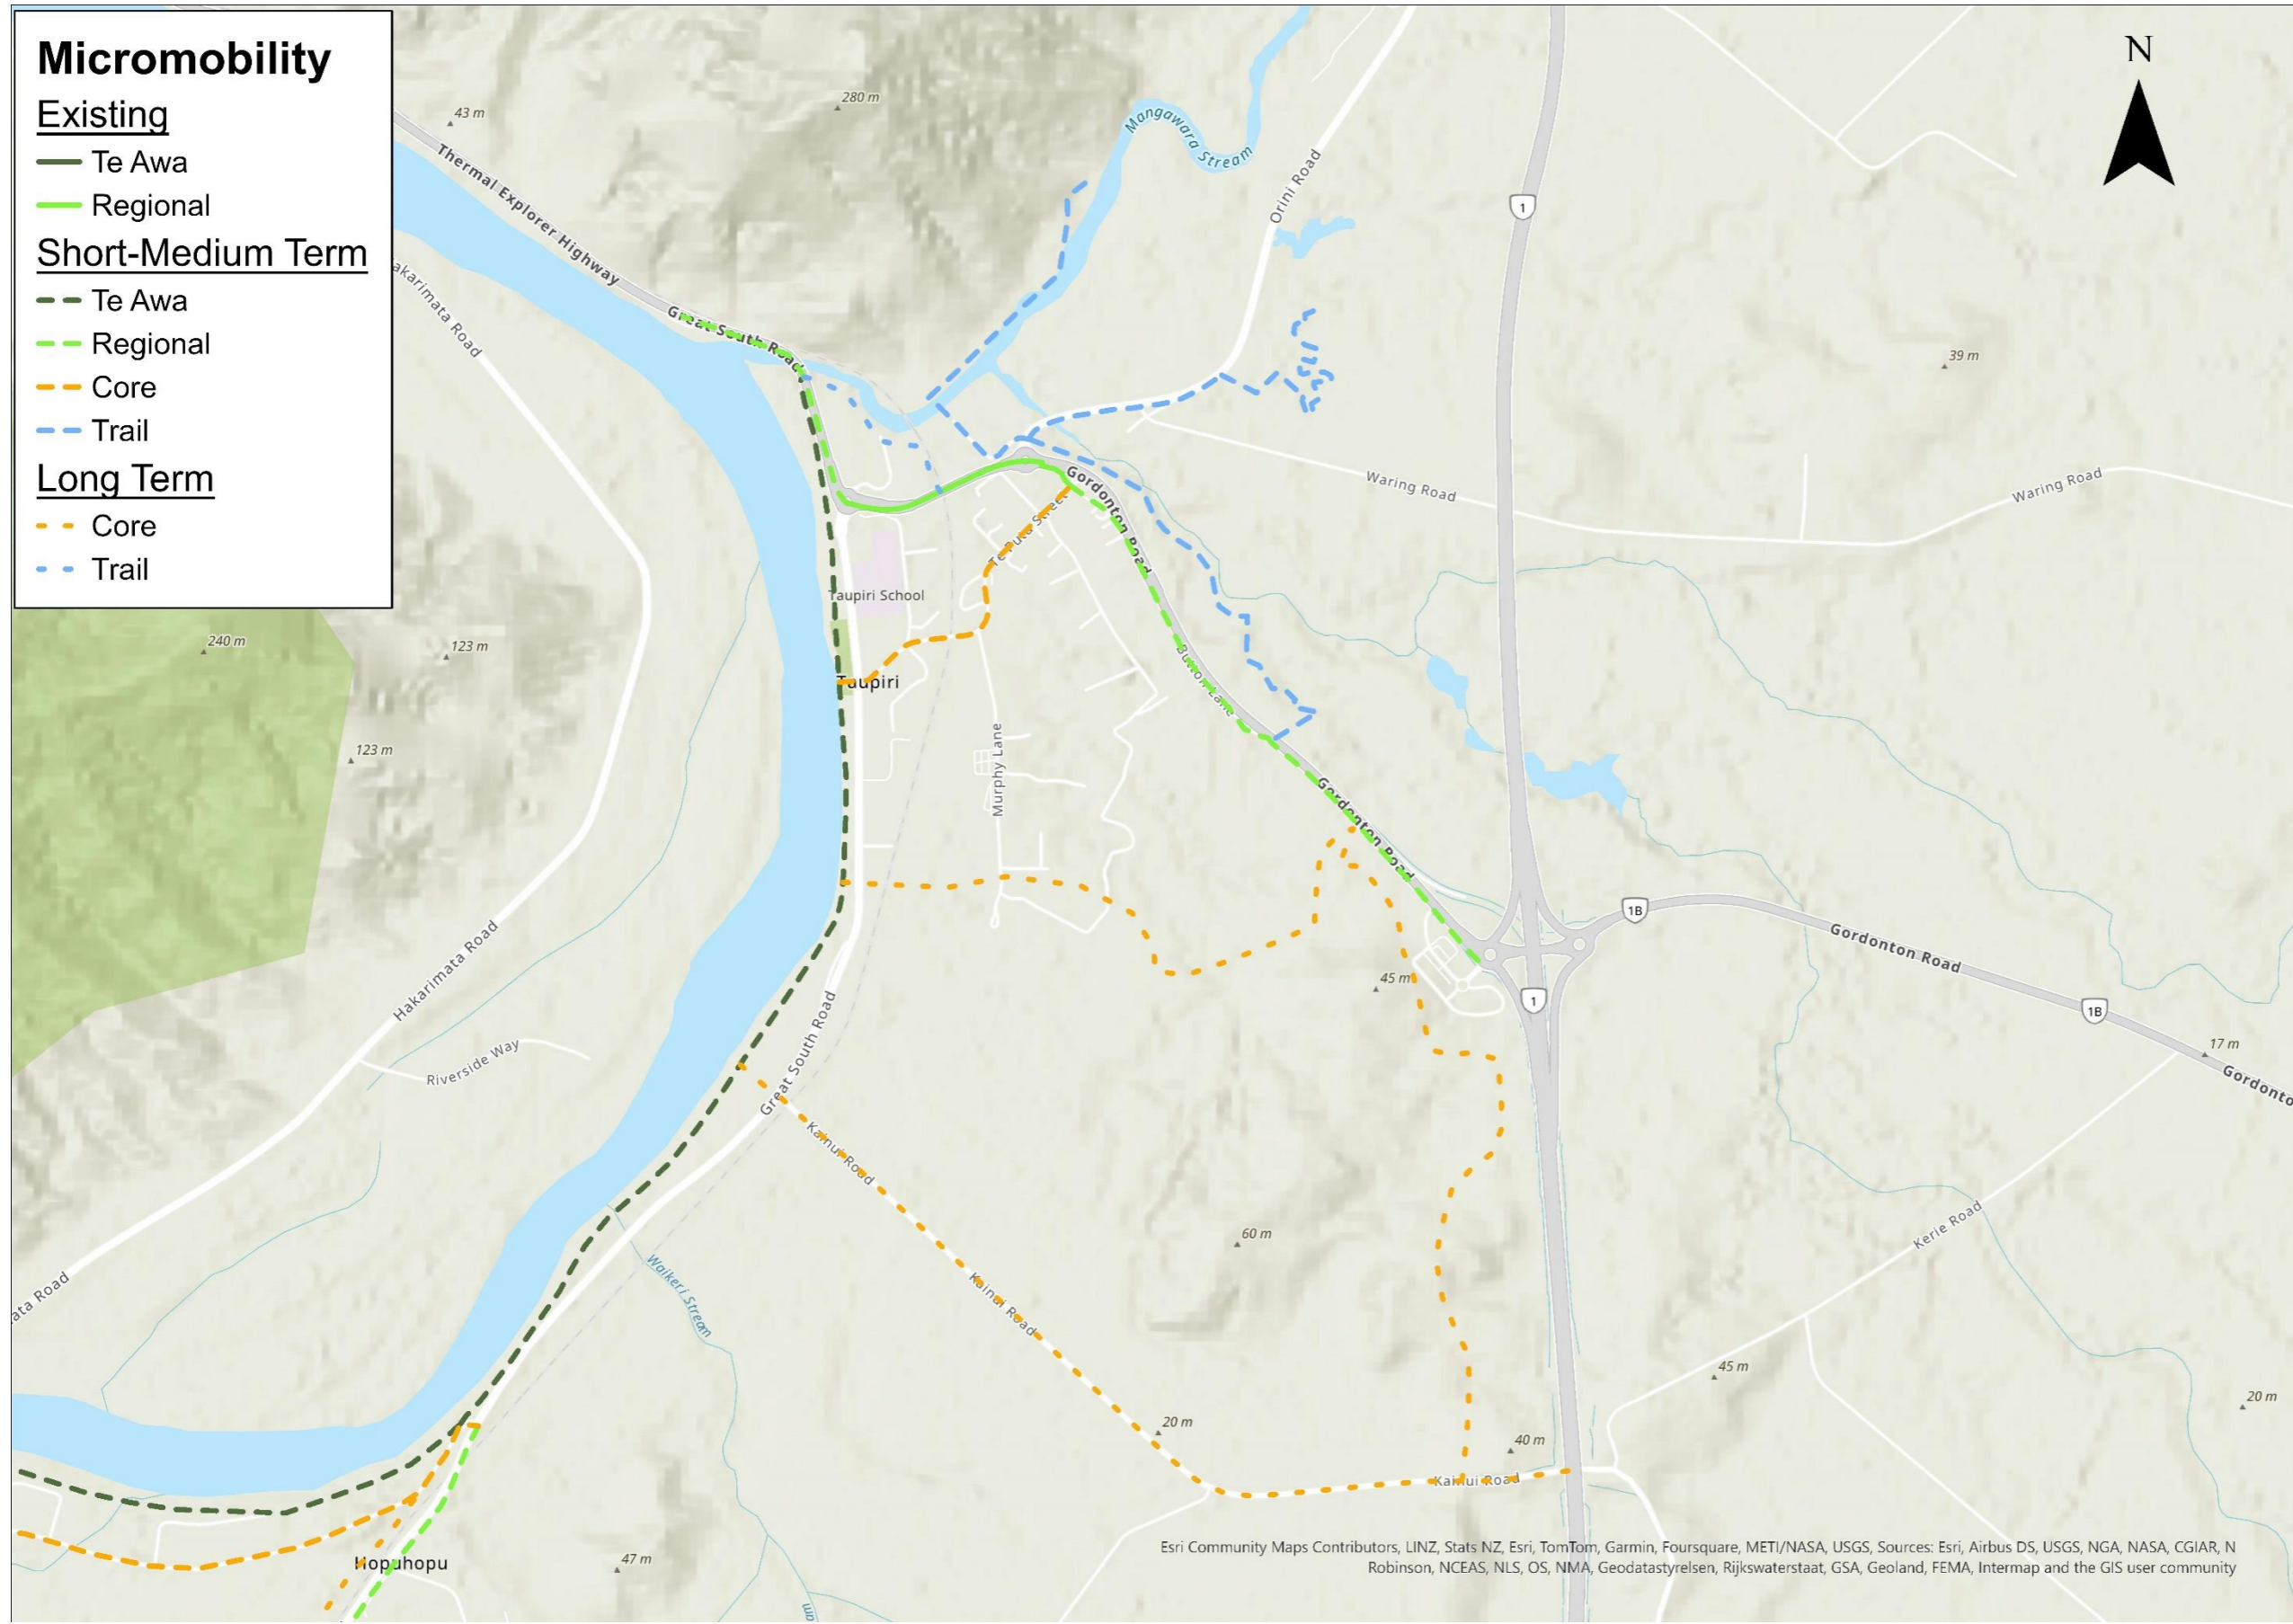 Micromobility
Existing
Te Awa
Regional
Short-Medium Term
Te Awa
Regional
Core
Trail
Long Term
Core
Trail
N
43 m
280 m
Mangawara Stream
Thermal Explorer Highway
Orini Road
1
akarimata Road
Great South Road
39 m
Gordonton Road
Waring Road
Waring Road
Te Puta Street
Taupiri School
240 m
123 m
Button Lane
Taupiri
123 m
Murphy Lane
Gordonton Road
1B
Hakarimata Road
Gordonton Road
45 m
1
1B
Great South Road
17 m
Riverside Way
Gordonto
Kainui Road
60 m
Kerie Road
Waikeri Stream
ata Road
Kainui Road
45 m
20 m
20 m
40 m
Kainui Road
Hopuhopu
47 m
Esri Community Maps Contributors, LINZ, Stats NZ, Esri, TomTom, Garmin, Foursquare, METI/NASA, USGS, Sources: Esri, Airbus DS, USGS, NGA, NASA, CGIAR, N
Robinson, NCEAS, NLS, OS, NMA, Geodatastyrelsen, Rijkswaterstaat, GSA, Geoland, FEMA, Intermap and the GIS user community